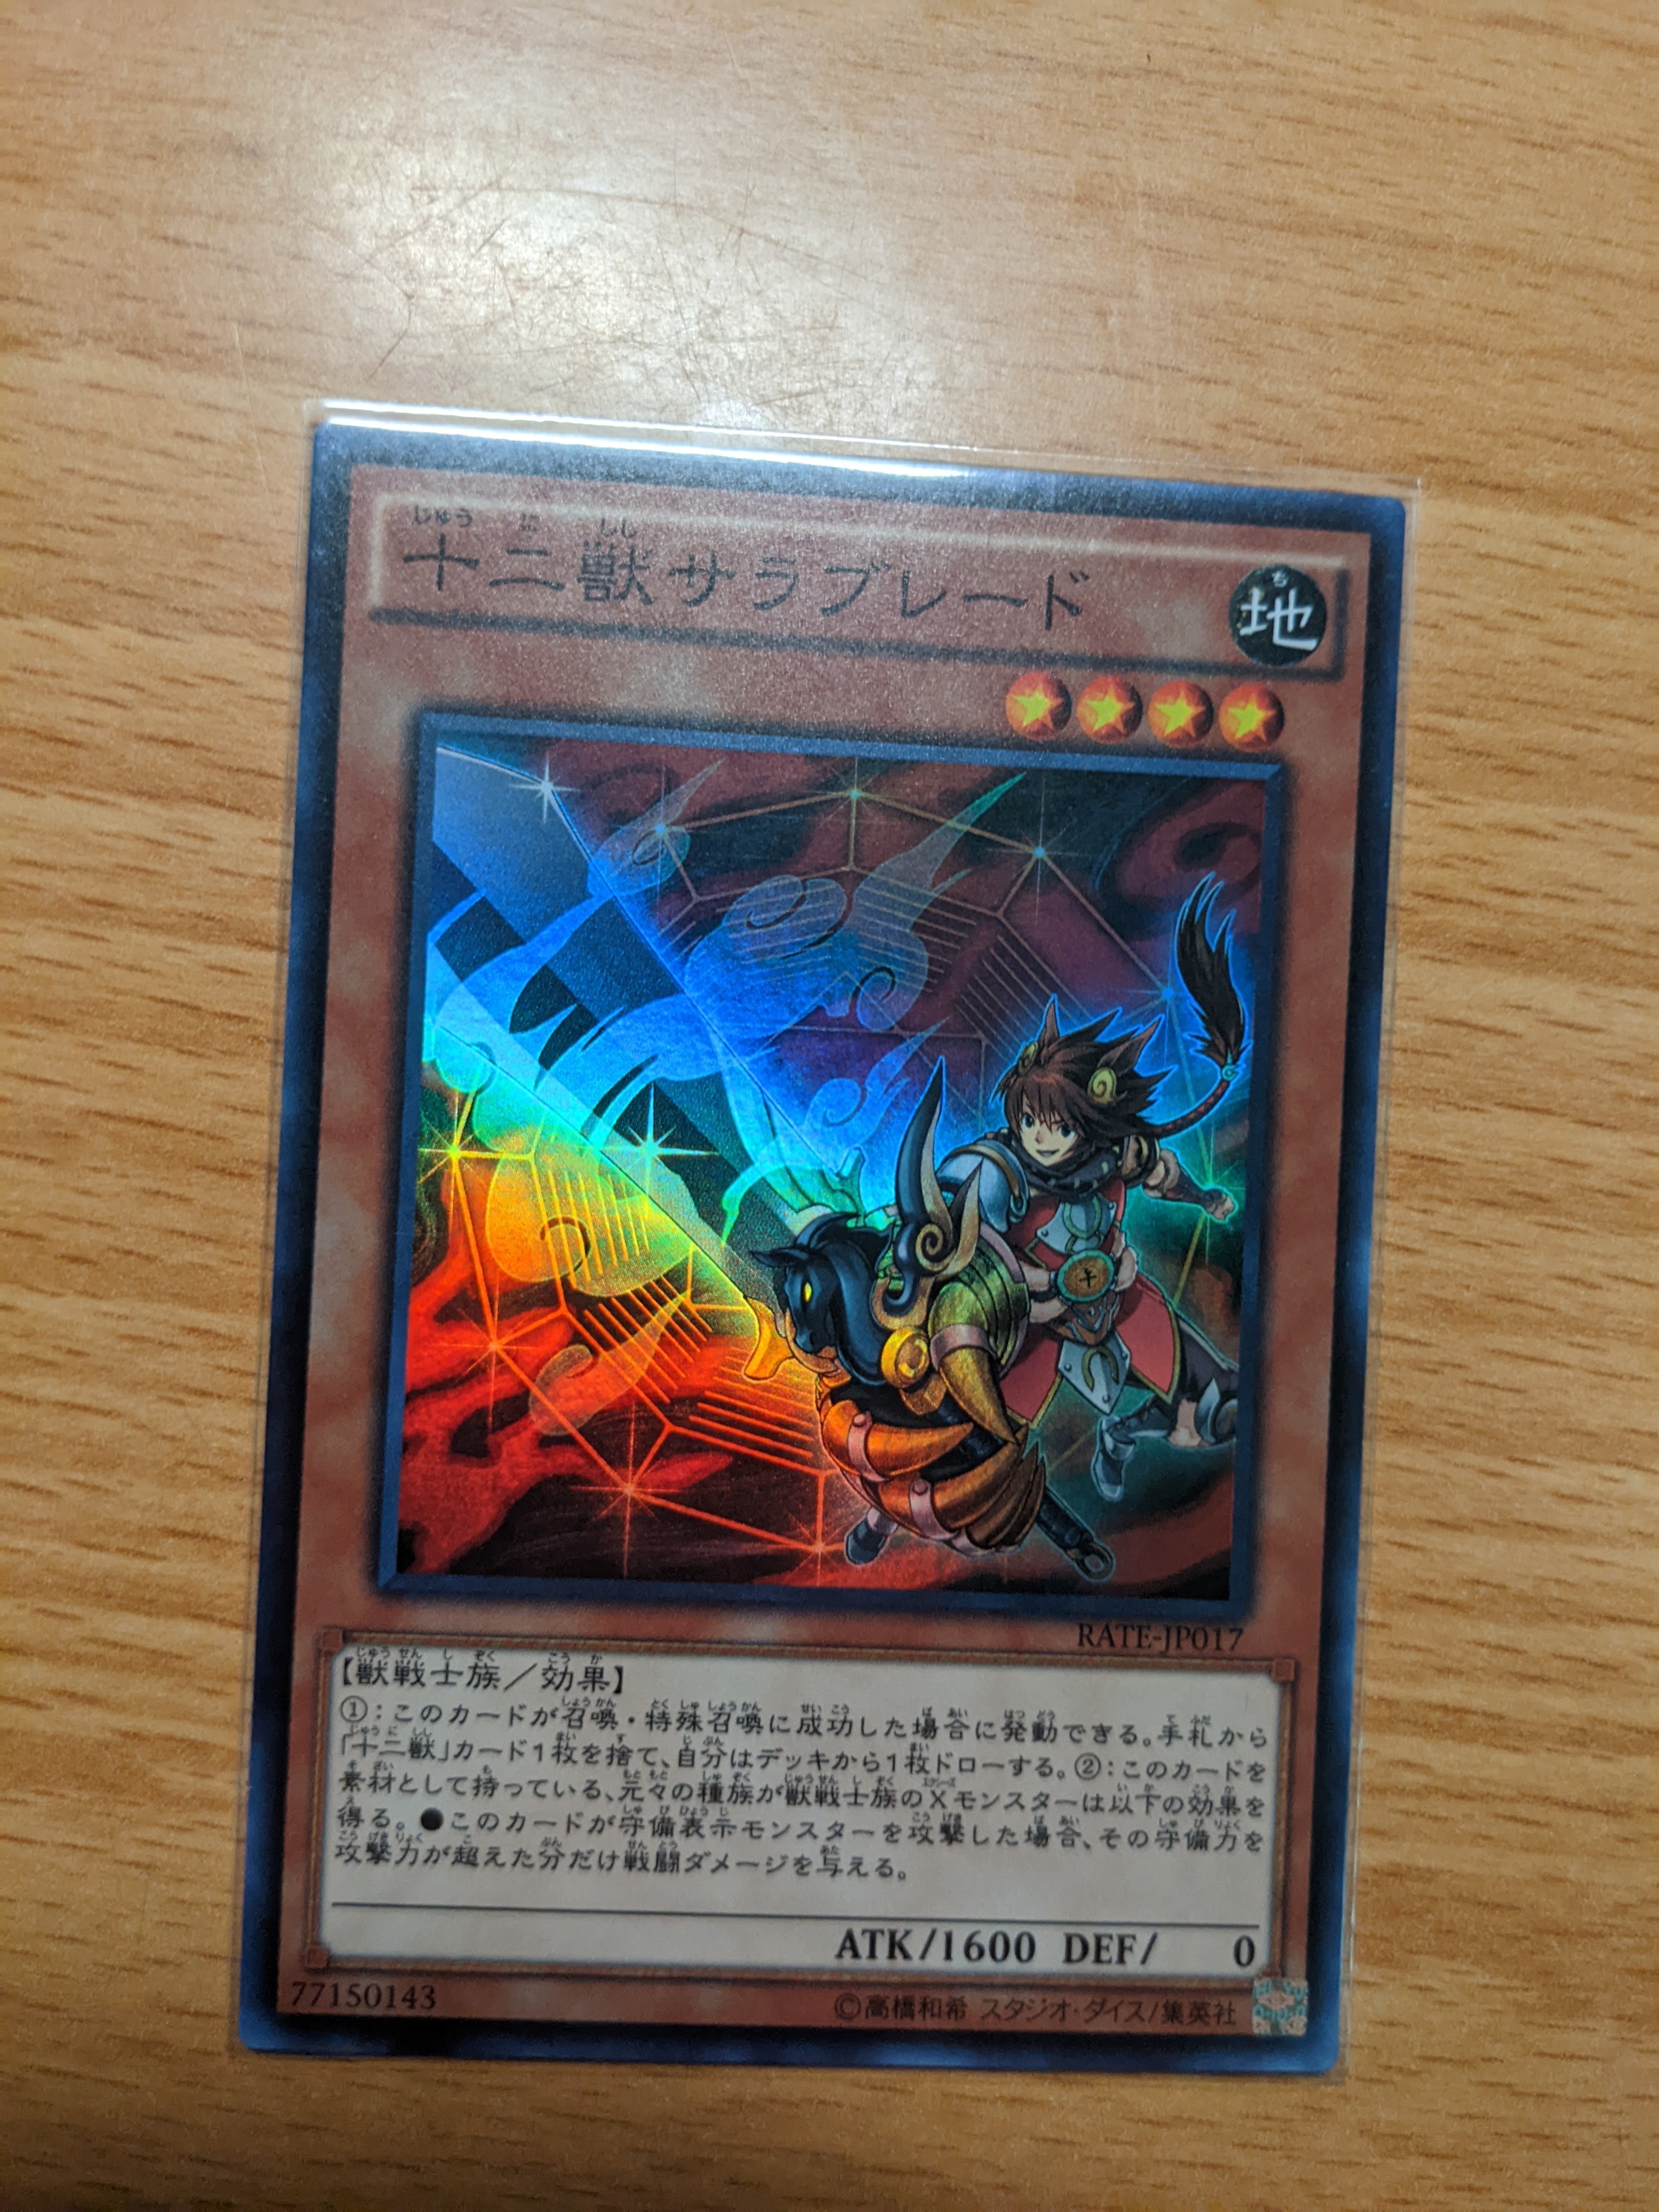 十二獣サラブレード
地
RATE-JP017
【獣戦士族／効果】
①：このカードが召喚・特殊召喚に成功した場合に発動できる。手札から
「十二獣」カード１枚を捨て、自分はデッキから１枚ドローする。②：このカードを
素材として持っている、元々の種族が獣戦士族のＸモンスターは以下の効果を
得る。●このカードが守備表示モンスターを攻撃した場合、その守備力を
攻撃力が超えた分だけ戦闘ダメージを与える。
ATK/1600 DEF/ 0
77150143
©高橋和希 スタジオ・ダイス/集英社